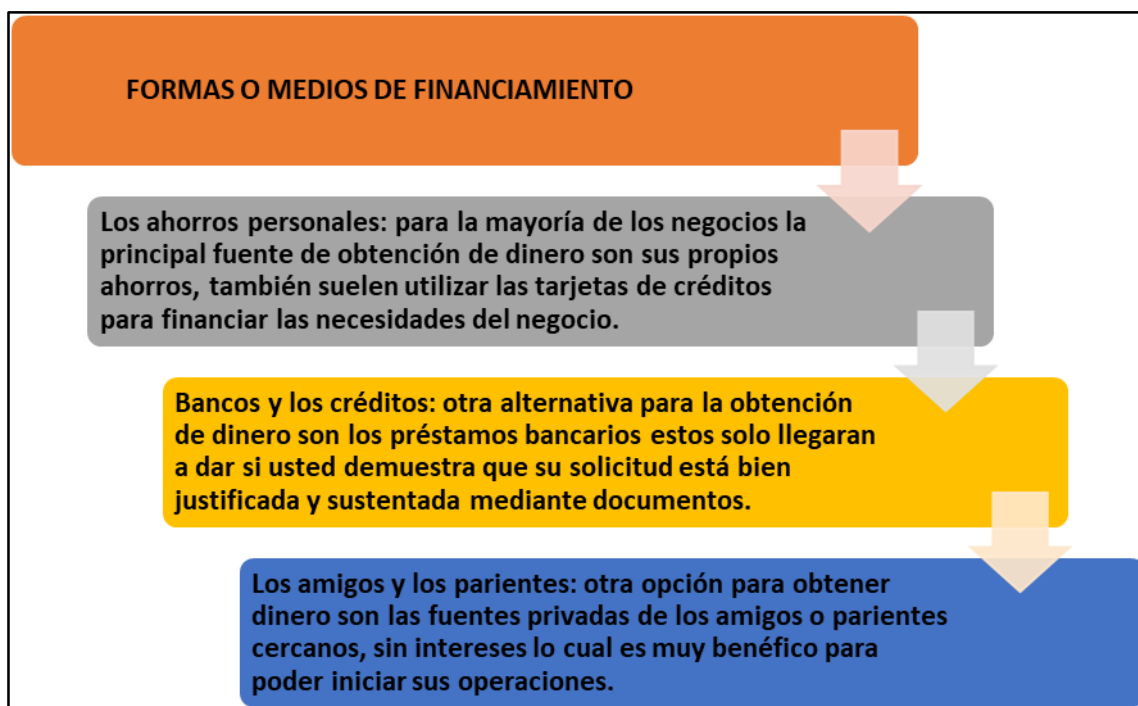 FORMAS O MEDIOS DE FINANCIAMIENTO
Los ahorros personales: para la mayoría de los negocios la
principal fuente de obtención de dinero son sus propios
ahorros, también suelen utilizar las tarjetas de créditos
para financiar las necesidades del negocio.
Bancos y los créditos: otra alternativa para la obtención
de dinero son los préstamos bancarios estos solo llegaran
a dar si usted demuestra que su solicitud está bien
justificada y sustentada mediante documentos.
Los amigos y los parientes: otra opción para obtener
dinero son las fuentes privadas de los amigos o parientes
cercanos, sin intereses lo cual es muy benéfico para
poder iniciar sus operaciones.